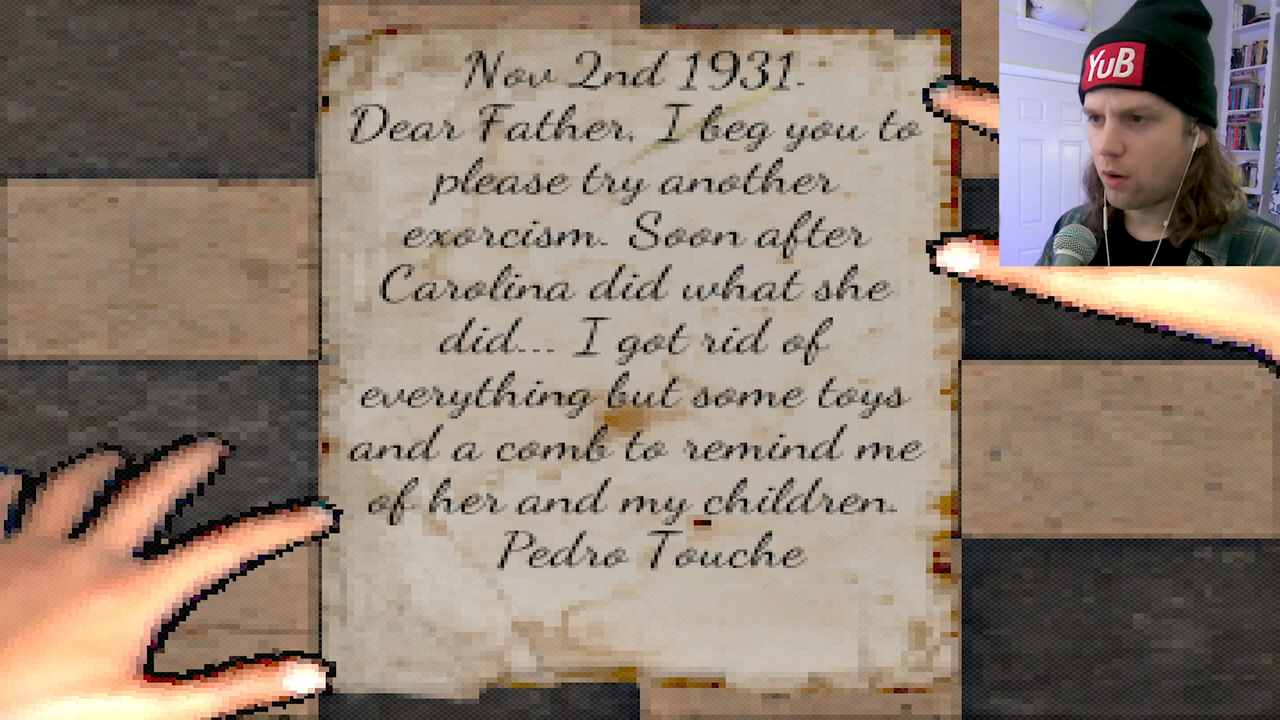 Nov 2nd 1931.
Dear Father, I beg you to
please try another
exorcism. Soon after
Carolina did what she
did... I got rid of
everything but some toys
and a comb to remind me
of her and my children.
Pedro Touche
YuB